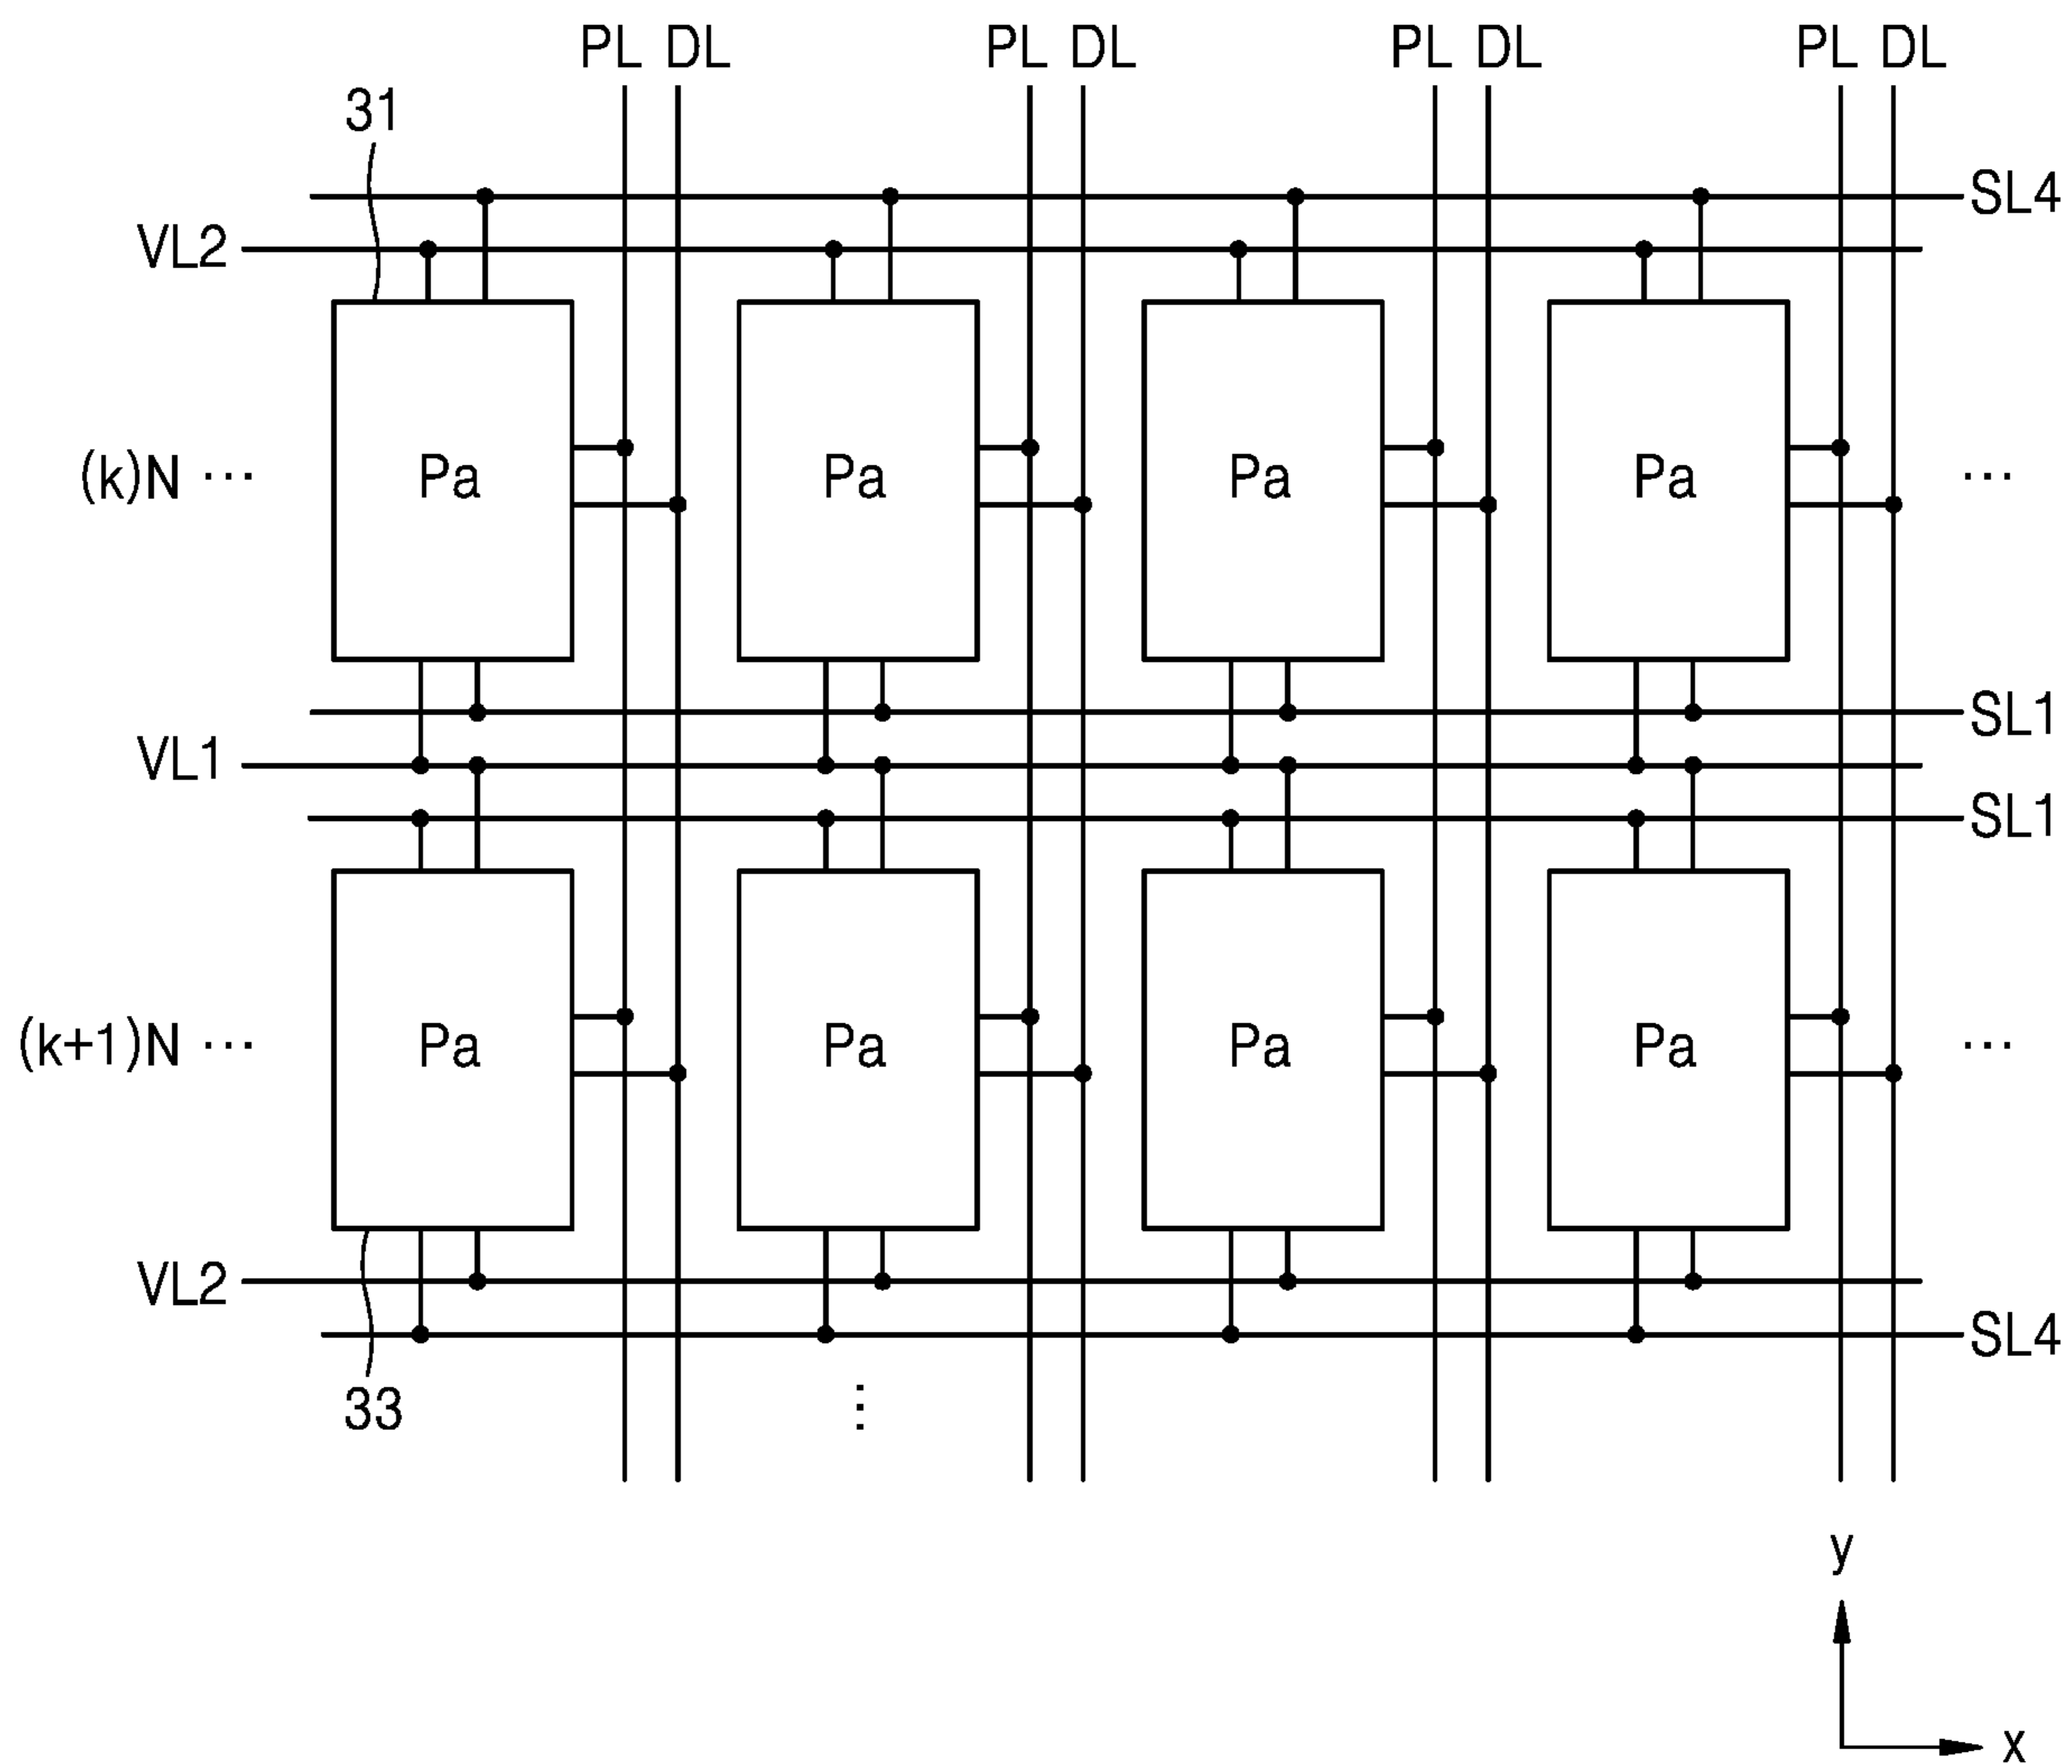 PL DL PL DL PL DL PL DL
31
SL4
VL2
(k)N ··· Pa Pa Pa Pa ···
SL1
VL1
SL1
(k+1)N ··· Pa Pa Pa Pa ···
VL2
SL4
33
⋮
y
x